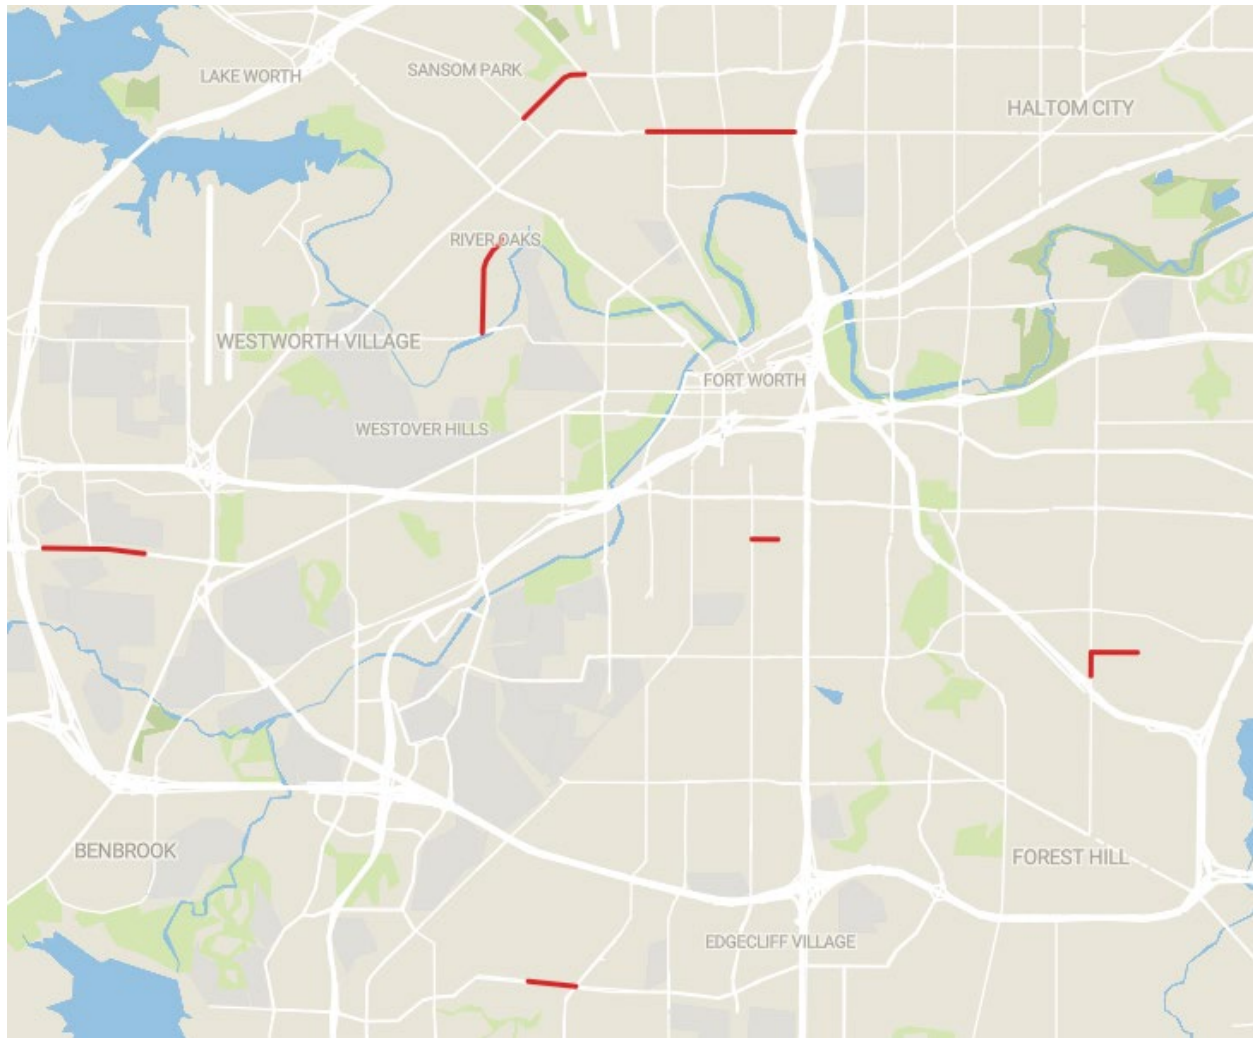 SANSOM PARK
LAKE WORTH
HALTOM CITY
RIVER OAKS
WESTWORTH VILLAGE
FORT WORTH
WESTOVER HILLS
BENBROOK
FOREST HILL
EDGECLIFF VILLAGE